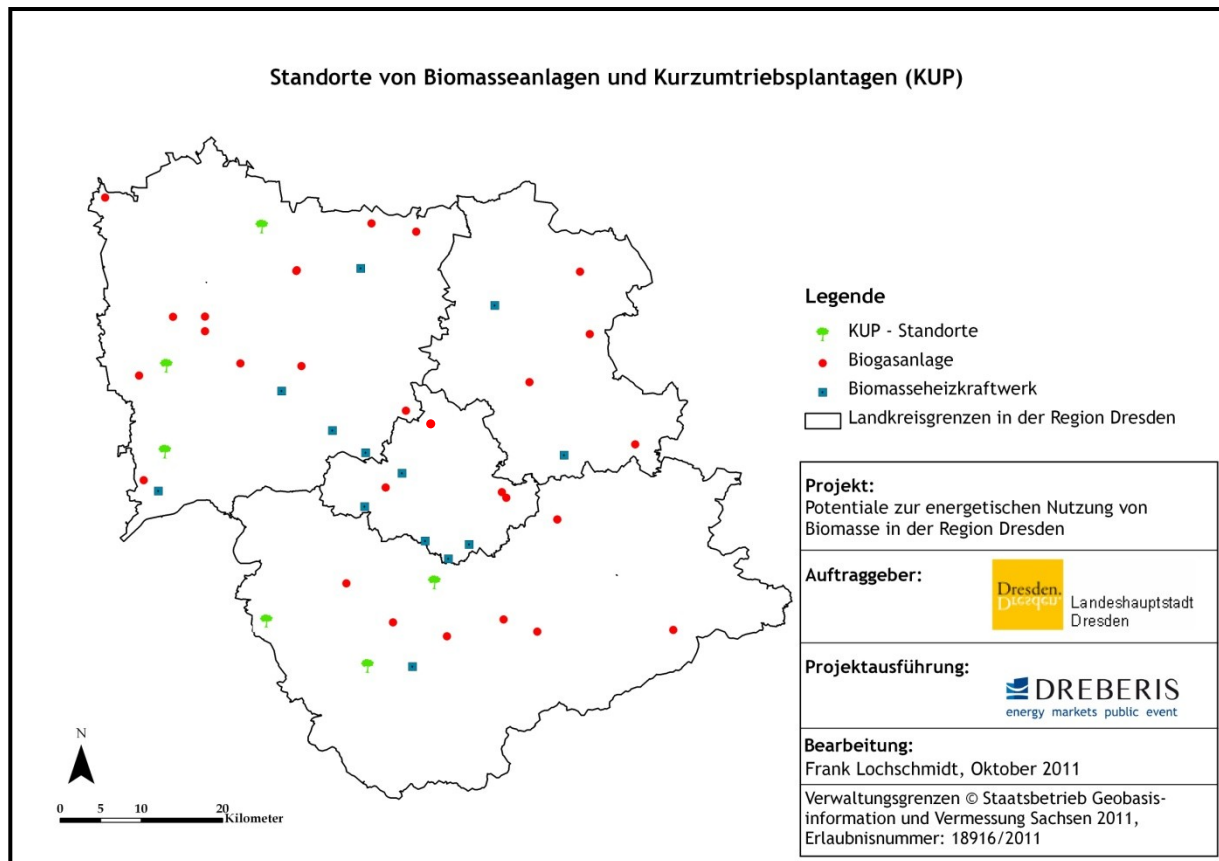 Standorte von Biomasseanlagen und Kurzumtriebsplantagen (KUP)
Legende
KUP - Standorte
Biogasanlage
Biomasseheizkraftwerk
Landkreisgrenzen in der Region Dresden
Projekt:
Potentiale zur energetischen Nutzung von
Biomasse in der Region Dresden
Auftraggeber:
Dresden.
Dresden.
Landeshauptstadt
Dresden
Projektausführung:
DREBERIS
energy markets public event
Bearbeitung:
Frank Lochschmidt, Oktober 2011
Verwaltungsgrenzen © Staatsbetrieb Geobasis-
information und Vermessung Sachsen 2011,
Erlaubnisnummer: 18916/2011
N
0 5 10 20
Kilometer